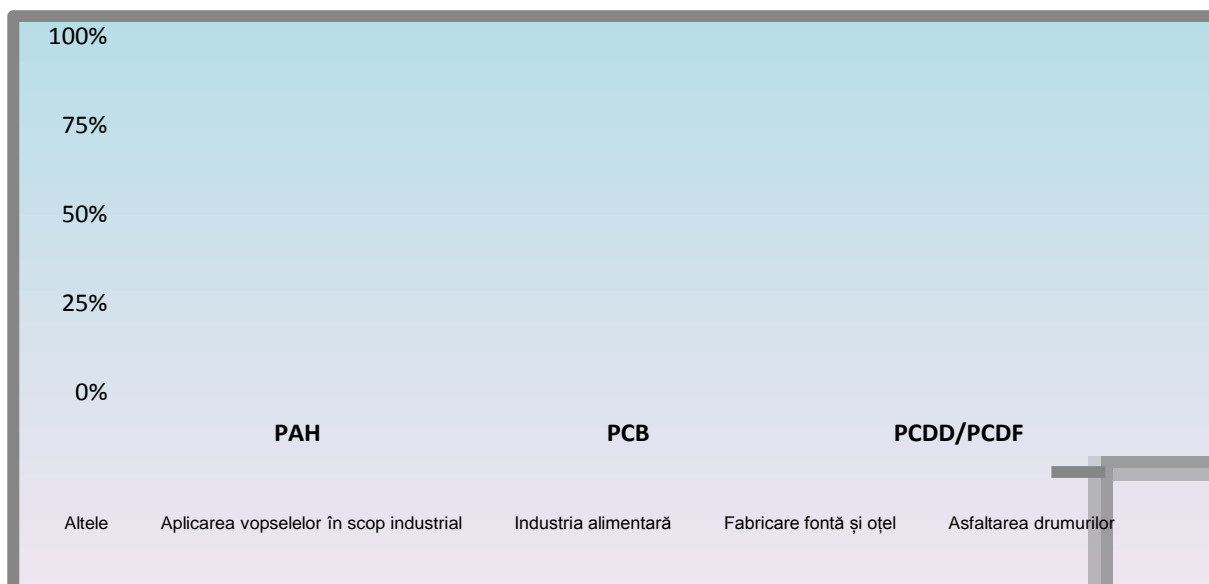 100%
75%
50%
25%
0%
PAH PCB PCDD/PCDF
Altele Aplicarea vopselelor în scop industrial Industria alimentară Fabricare fontă și oțel Asfaltarea drumurilor